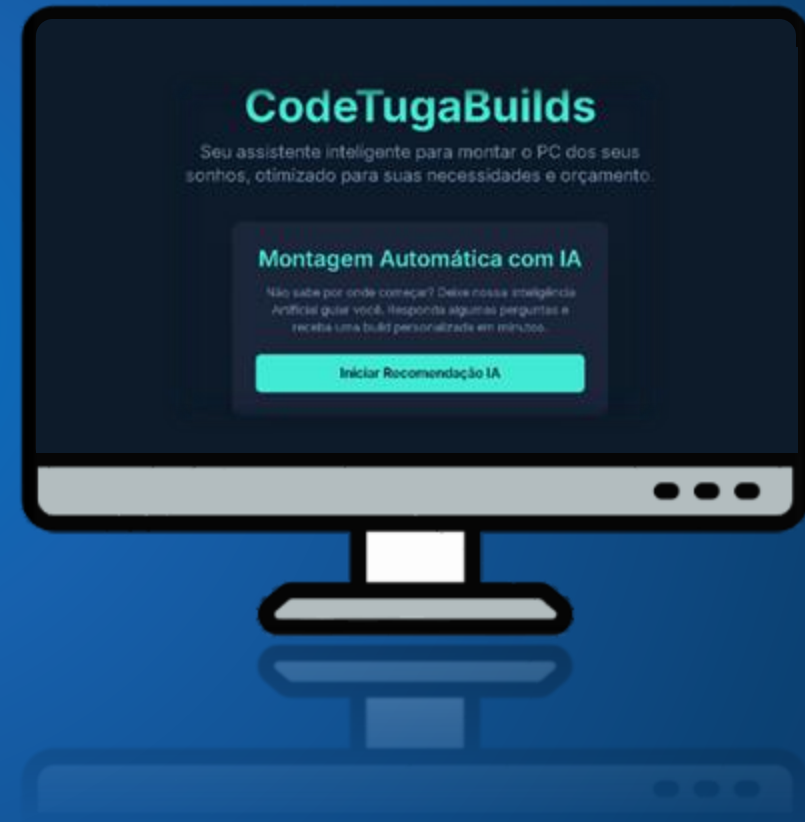 CodeTugaBuilds
Seu assistente inteligente para montar o PC dos seus
sonhos, otimizado para suas necessidades e orçamento.
Montagem Automática com IA
Não sabe por onde começar? Deixe nossa Inteligência
Artificial guiar você. Responda algumas perguntas e
receba uma build personalizada em minutos.
Iniciar Recomendação IA